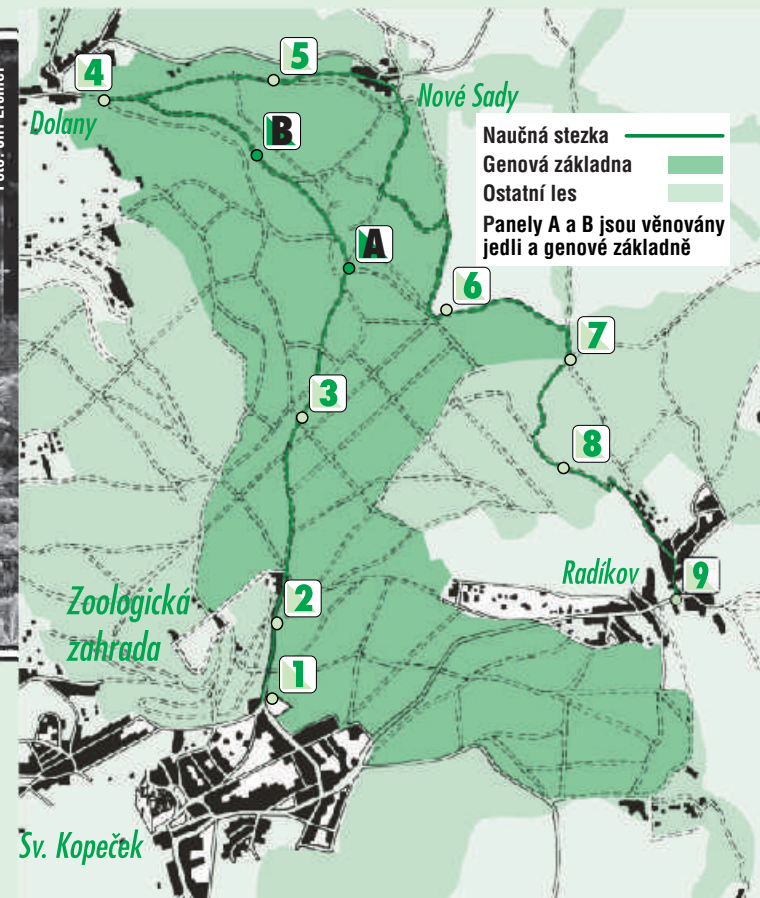 4
5
Dolany
Nové Sady
B
Naučná stezka
Genová základna
Ostatní les
Panely A a B jsou věnovány
jedli a genové základně
A
6
7
3
8
Radíkov
9
Zoologická
zahrada
2
1
Sv. Kopeček